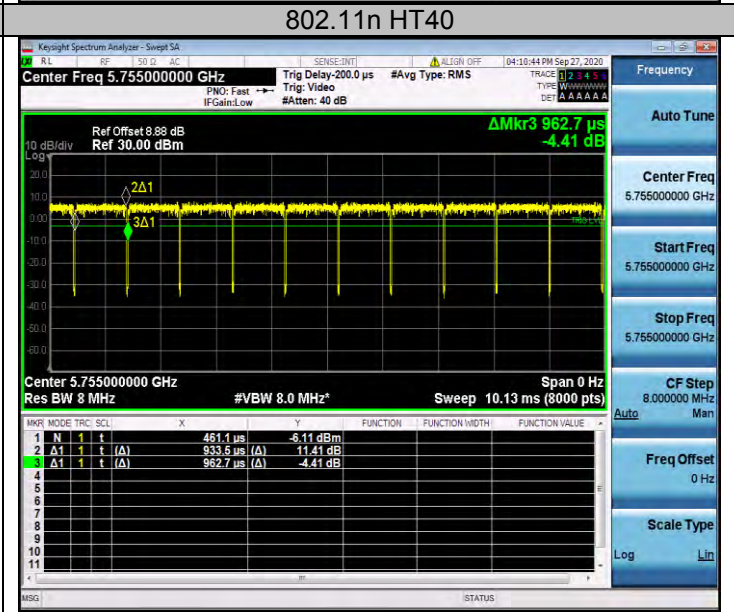 802.11n HT40
Keysight Spectrum Analyzer - Swept SA
RL RF 50 Ω AC SENSE:INT ALIGN OFF 04:10:44 PM Sep 27, 2020
Center Freq 5.755000000 GHz
PNO: Fast
IFGain:Low
Trig Delay-200.0 µs
Trig: Video
#Atten: 40 dB
#Avg Type: RMS
TRACE 1 2 3 4 5 6
TYPE WWWWWW
DET A A A A A A
Frequency
Ref Offset 8.88 dB
10 dB/div Ref 30.00 dBm
ΔMkr3 962.7 µs
-4.41 dB
Log
20.0
10.0
0.00
-10.0
-20.0
-30.0
-40.0
-50.0
-60.0
2Δ1
3Δ1
TRIG LVL
Center 5.755000000 GHz Span 0 Hz
Res BW 8 MHz #VBW 8.0 MHz* Sweep 10.13 ms (8000 pts)
MKR MODE TRC SCL X Y FUNCTION FUNCTION WIDTH FUNCTION VALUE
1 N 1 t 461.1 µs -6.11 dBm
2 Δ1 1 t (Δ) 933.5 µs (Δ) 11.41 dB
3 Δ1 1 t (Δ) 962.7 µs (Δ) -4.41 dB
4
5
6
7
8
9
10
11
Auto Tune
Center Freq
5.755000000 GHz
Start Freq
5.755000000 GHz
Stop Freq
5.755000000 GHz
CF Step
8.000000 MHz
Auto Man
Freq Offset
0 Hz
Scale Type
Log Lin
MSG STATUS